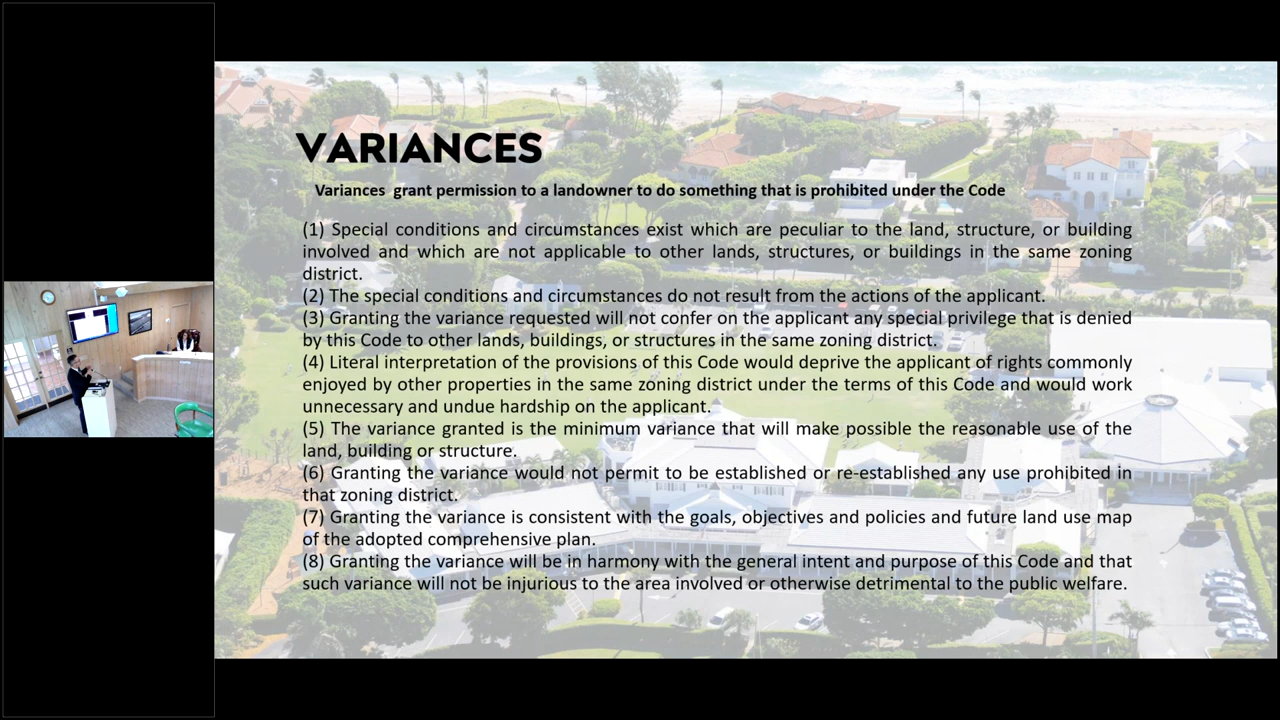 VARIANCES
Variances grant permission to a landowner to do something that is prohibited under the Code
(1) Special conditions and circumstances exist which are peculiar to the land, structure, or building
involved and which are not applicable to other lands, structures, or buildings in the same zoning
district.
(2) The special conditions and circumstances do not result from the actions of the applicant.
(3) Granting the variance requested will not confer on the applicant any special privilege that is denied
by this Code to other lands, buildings, or structures in the same zoning district.
(4) Literal interpretation of the provisions of this Code would deprive the applicant of rights commonly
enjoyed by other properties in the same zoning district under the terms of this Code and would work
unnecessary and undue hardship on the applicant.
(5) The variance granted is the minimum variance that will make possible the reasonable use of the
land, building or structure.
(6) Granting the variance would not permit to be established or re-established any use prohibited in
that zoning district.
(7) Granting the variance is consistent with the goals, objectives and policies and future land use map
of the adopted comprehensive plan.
(8) Granting the variance will be in harmony with the general intent and purpose of this Code and that
such variance will not be injurious to the area involved or otherwise detrimental to the public welfare.